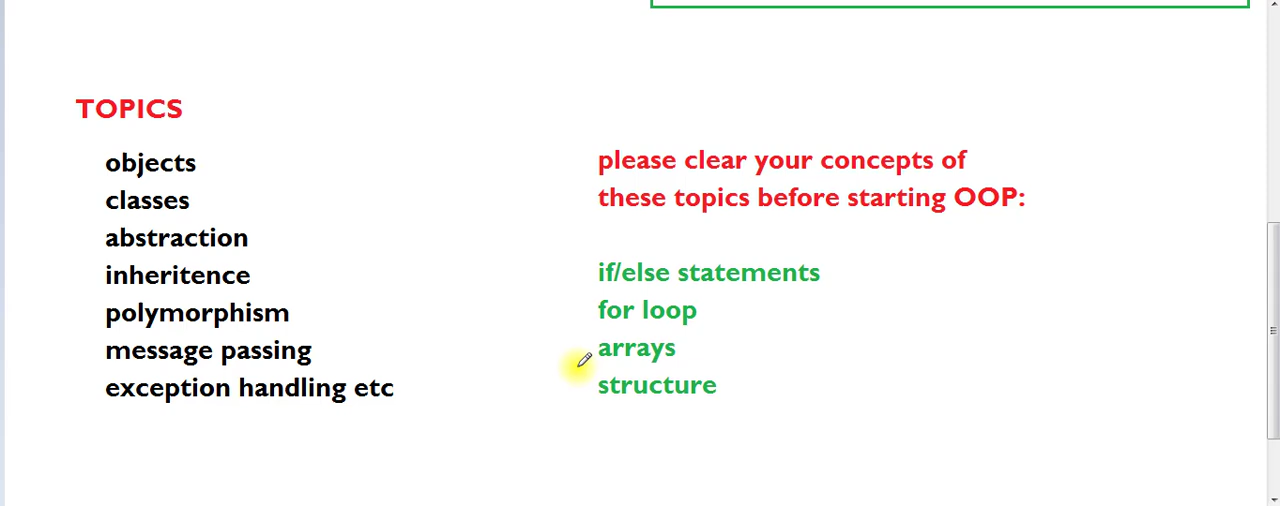 TOPICS
objects
classes
abstraction
inheritence
polymorphism
message passing
exception handling etc
please clear your concepts of
these topics before starting OOP:
if/else statements
for loop
arrays
structure